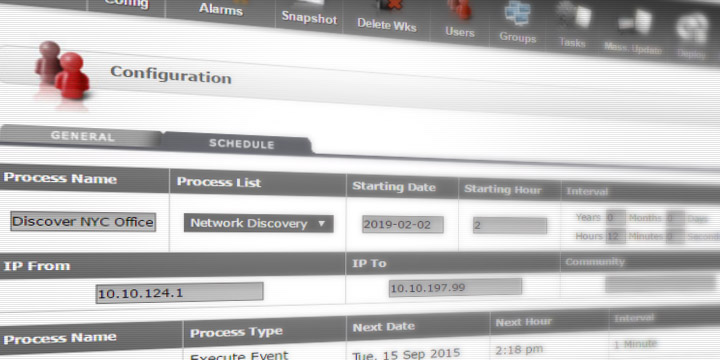 Config Alarms Snapshot Delete Wks Users Groups Tasks Mass. Update Deploy
Configuration
GENERAL SCHEDULE
Process Name Process List Starting Date Starting Hour Interval
Discover NYC Office Network Discovery 2019-02-02 2 Years 0 Months Days
Hours 12 Minutes 0
IP From IP To Community
10.10.124.1 10.10.197.99
Process Name Process Type Next Date Next Hour Interval
Execute Event Tue, 15 Sep 2015 2:18 pm 1 Minute